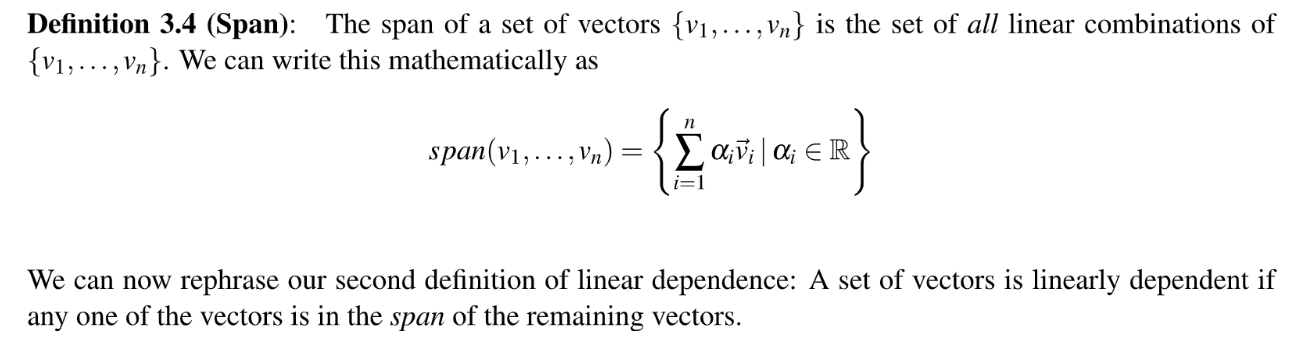 Definition 3.4 (Span): The span of a set of vectors {v₁,...,vₙ} is the set of all linear combinations of
{v₁,...,vₙ}. We can write this mathematically as
span(v₁,...,vₙ) = { ∑ᵢ₌₁ⁿ αᵢv⃗ᵢ | αᵢ ∈ ℝ }
We can now rephrase our second definition of linear dependence: A set of vectors is linearly dependent if
any one of the vectors is in the span of the remaining vectors.